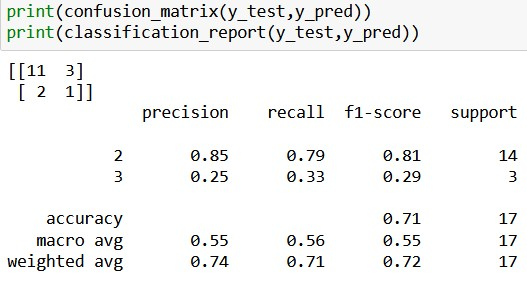 print(confusion_matrix(y_test,y_pred))
print(classification_report(y_test,y_pred))
[[11 3]
[ 2 1]]
precision recall f1-score support
2 0.85 0.79 0.81 14
3 0.25 0.33 0.29 3
accuracy 0.71 17
macro avg 0.55 0.56 0.55 17
weighted avg 0.74 0.71 0.72 17